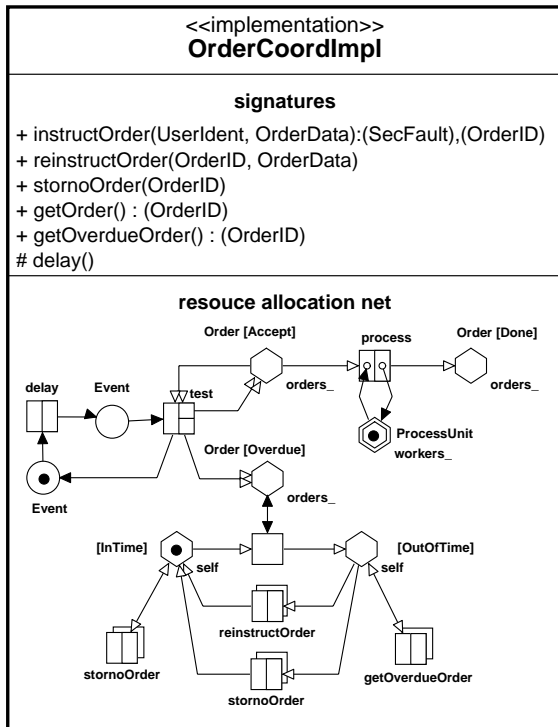 <<implementation>>
OrderCoordImpl
signatures
+ instructOrder(UserIdent, OrderData):(SecFault),(OrderID)
+ reinstructOrder(OrderID, OrderData)
+ stornoOrder(OrderID)
+ getOrder() : (OrderID)
+ getOverdueOrder() : (OrderID)
# delay()
resouce allocation net
Order [Accept]
process
Order [Done]
delay
Event
test
orders_
orders_
Order [Overdue]
ProcessUnit
workers_
Event
orders_
[InTime]
[OutOfTime]
self
self
reinstructOrder
stornoOrder
stornoOrder
getOverdueOrder